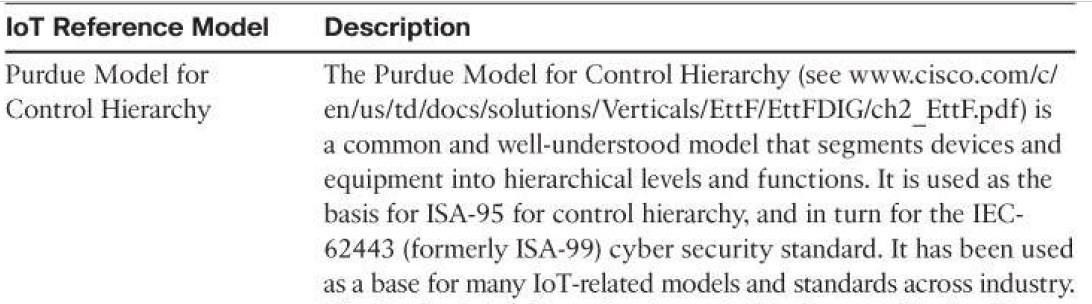 IoT Reference Model Description
Purdue Model for The Purdue Model for Control Hierarchy (see www.cisco.com/c/
Control Hierarchy en/us/td/docs/solutions/Verticals/EttF/EttFDIG/ch2_EttF.pdf) is
a common and well-understood model that segments devices and
equipment into hierarchical levels and functions. It is used as the
basis for ISA-95 for control hierarchy, and in turn for the IEC-
62443 (formerly ISA-99) cyber security standard. It has been used
as a base for many IoT-related models and standards across industry.